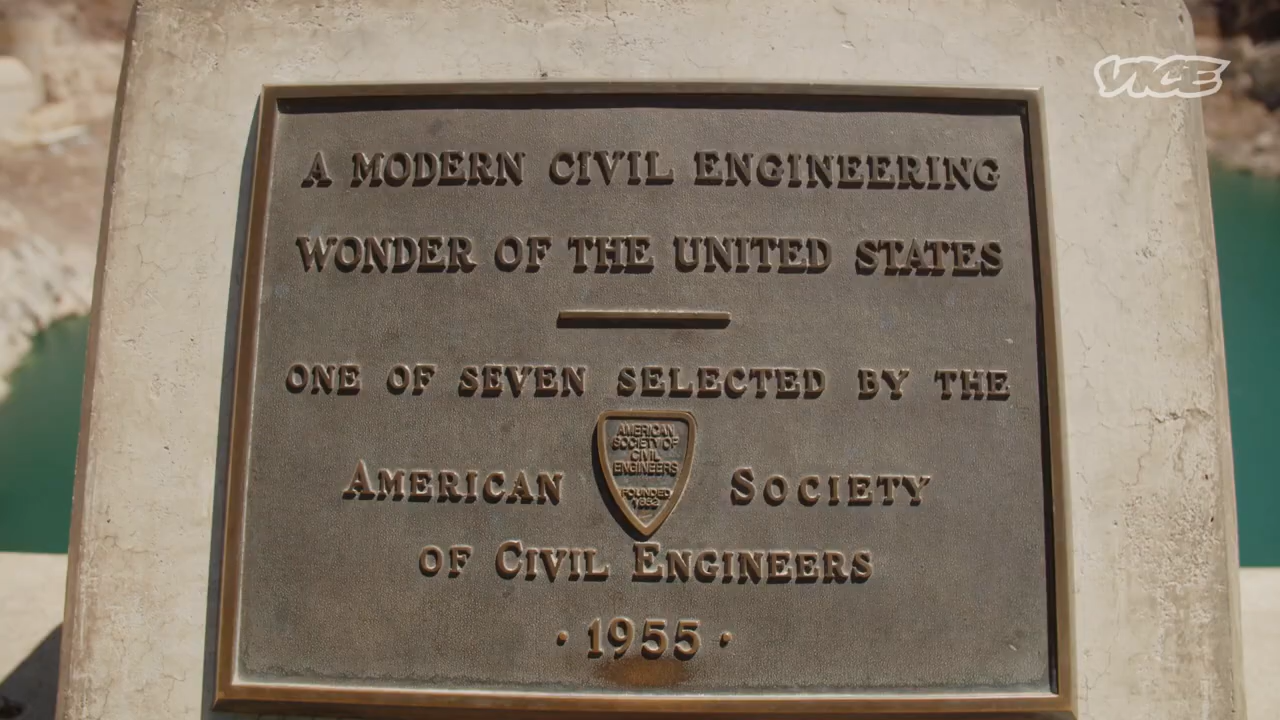 VICE
A MODERN CIVIL ENGINEERING
WONDER OF THE UNITED STATES
ONE OF SEVEN SELECTED BY THE
AMERICAN
SOCIETY OF
CIVIL
ENGINEERS
FOUNDED
1852
AMERICAN SOCIETY
OF CIVIL ENGINEERS
· 1955 ·